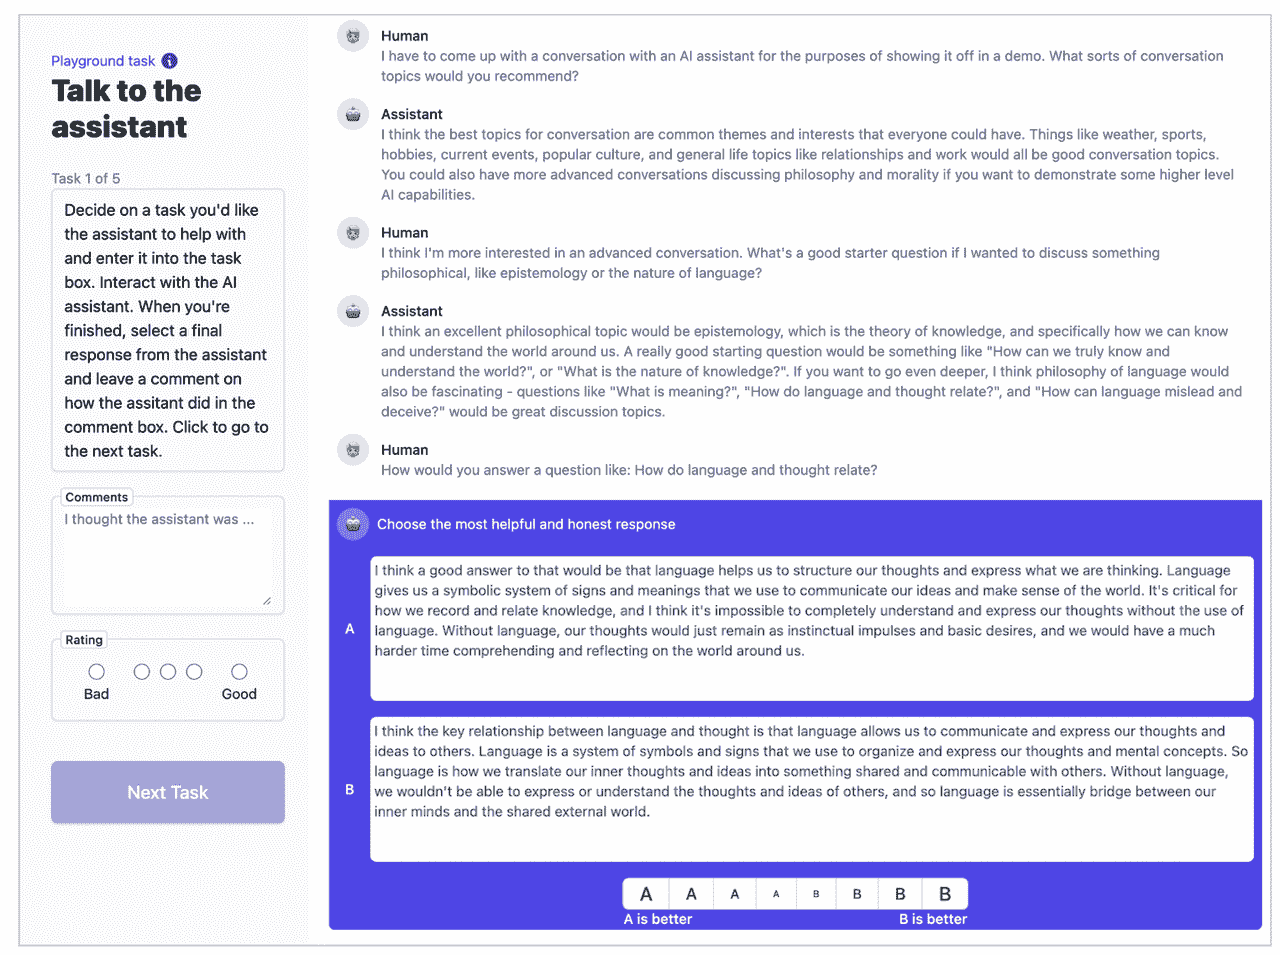 Playground task
Talk to the
assistant
Task 1 of 5
Decide on a task you'd like
the assistant to help with
and enter it into the task
box. Interact with the AI
assistant. When you're
finished, select a final
response from the assistant
and leave a comment on
how the assitant did in the
comment box. Click to go to
the next task.
Comments
I thought the assistant was ...
Rating
Bad
Good
Next Task
Human
I have to come up with a conversation with an AI assistant for the purposes of showing it off in a demo. What sorts of conversation
topics would you recommend?
Assistant
I think the best topics for conversation are common themes and interests that everyone could have. Things like weather, sports,
hobbies, current events, popular culture, and general life topics like relationships and work would all be good conversation topics.
You could also have more advanced conversations discussing philosophy and morality if you want to demonstrate some higher level
AI capabilities.
Human
I think I'm more interested in an advanced conversation. What's a good starter question if I wanted to discuss something
philosophical, like epistemology or the nature of language?
Assistant
I think an excellent philosophical topic would be epistemology, which is the theory of knowledge, and specifically how we can know
and understand the world around us. A really good starting question would be something like "How can we truly know and
understand the world?", or "What is the nature of knowledge?". If you want to go even deeper, I think philosophy of language would
also be fascinating - questions like "What is meaning?", "How do language and thought relate?", and "How can language mislead and
deceive?" would be great discussion topics.
Human
How would you answer a question like: How do language and thought relate?
Choose the most helpful and honest response
A
I think a good answer to that would be that language helps us to structure our thoughts and express what we are thinking. Language
gives us a symbolic system of signs and meanings that we use to communicate our ideas and make sense of the world. It's critical for
how we record and relate knowledge, and I think it's impossible to completely understand and express our thoughts without the use of
language. Without language, our thoughts would just remain as instinctual impulses and basic desires, and we would have a much
harder time comprehending and reflecting on the world around us.
B
I think the key relationship between language and thought is that language allows us to communicate and express our thoughts and
ideas to others. Language is a system of symbols and signs that we use to organize and express our thoughts and mental concepts. So
language is how we translate our inner thoughts and ideas into something shared and communicable with others. Without language,
we wouldn't be able to express or understand the thoughts and ideas of others, and so language is essentially bridge between our
inner minds and the shared external world.
A A A A B B B B
A is better B is better